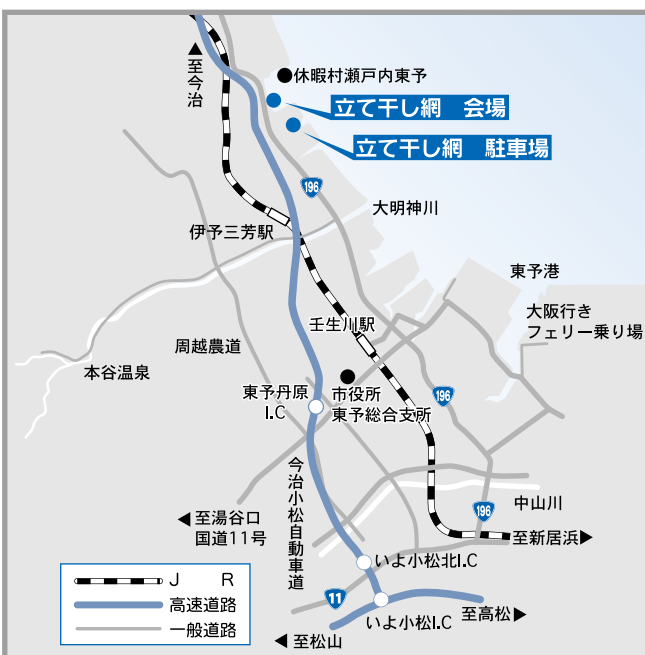 ▲至今治
●休暇村瀬戸内東予
立て干し網 会場
立て干し網 駐車場
196
大明神川
伊予三芳駅
東予港
大阪行き
フェリー乗り場
壬生川駅
周越農道
本谷温泉
市役所
東予総合支所
東予丹原
I.C
196
今治小松自動車道
中山川
196
◀至湯谷口
国道11号
至新居浜▶
いよ小松北I.C
11
いよ小松I.C
至高松▶
◀至松山
J R
高速道路
一般道路